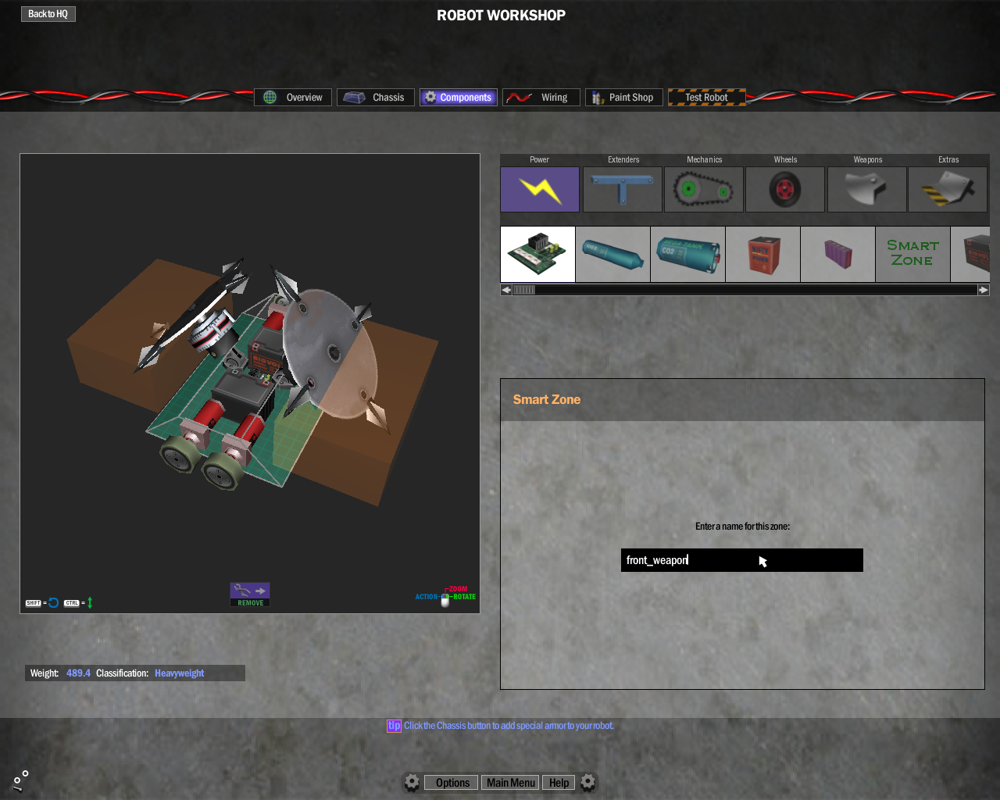 Back to HQ
ROBOT WORKSHOP
Overview
Chassis
Components
Wiring
Paint Shop
Test Robot
Power
Extenders
Mechanics
Wheels
Weapons
Extras
CO2
CO2
SMART
ZONE
Smart Zone
Enter a name for this zone:
front_weapon
SHIFT =
CTRL =
REMOVE
ZOOM
ACTION
ROTATE
Weight: 489.4 Classification: Heavyweight
tip Click the Chassis button to add special armor to your robot.
Options
Main Menu
Help